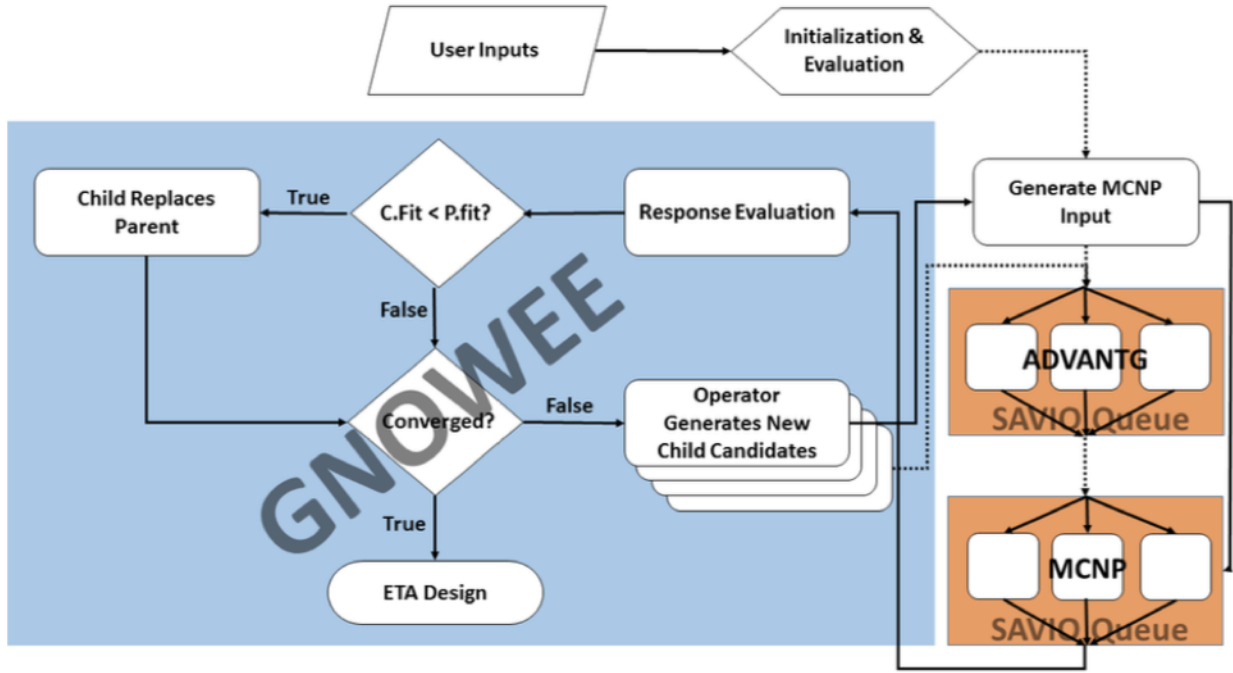 User Inputs
Initialization &
Evaluation
Child Replaces
Parent
True
C.Fit < P.fit?
Response Evaluation
Generate MCNP
Input
False
GNOWEE
ADVANTG
SAVIO Queue
Converged?
False
Operator
Generates New
Child Candidates
True
ETA Design
MCNP
SAVIO Queue